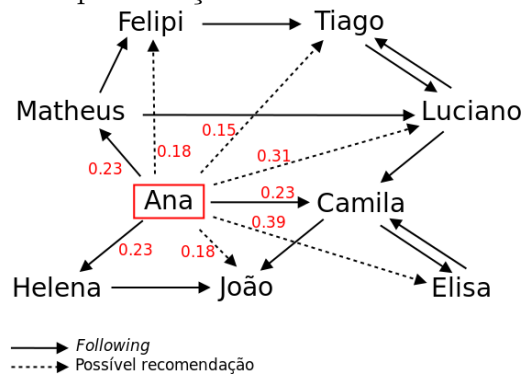 Felipi
Tiago
Matheus
Luciano
0.15
0.18
0.31
0.23
Ana
0.23
Camila
0.39
0.23
0.18
Helena
João
Elisa
Following
Possível recomendação